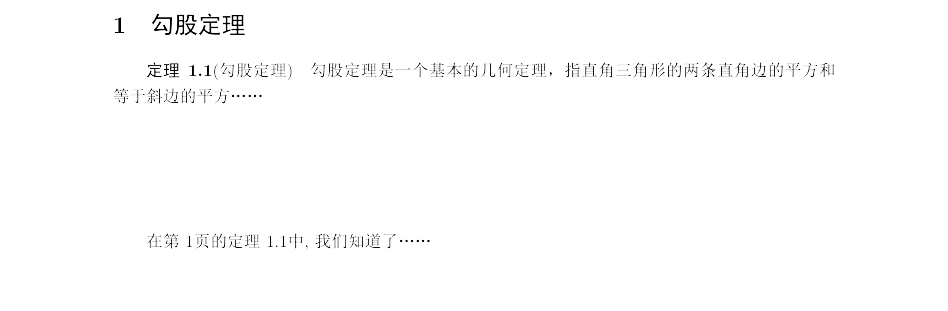 1 勾股定理
定理 1.1(勾股定理) 勾股定理是一个基本的几何定理，指直角三角形的两条直角边的平方和
等于斜边的平方……
在第 1页的定理 1.1中, 我们知道了……